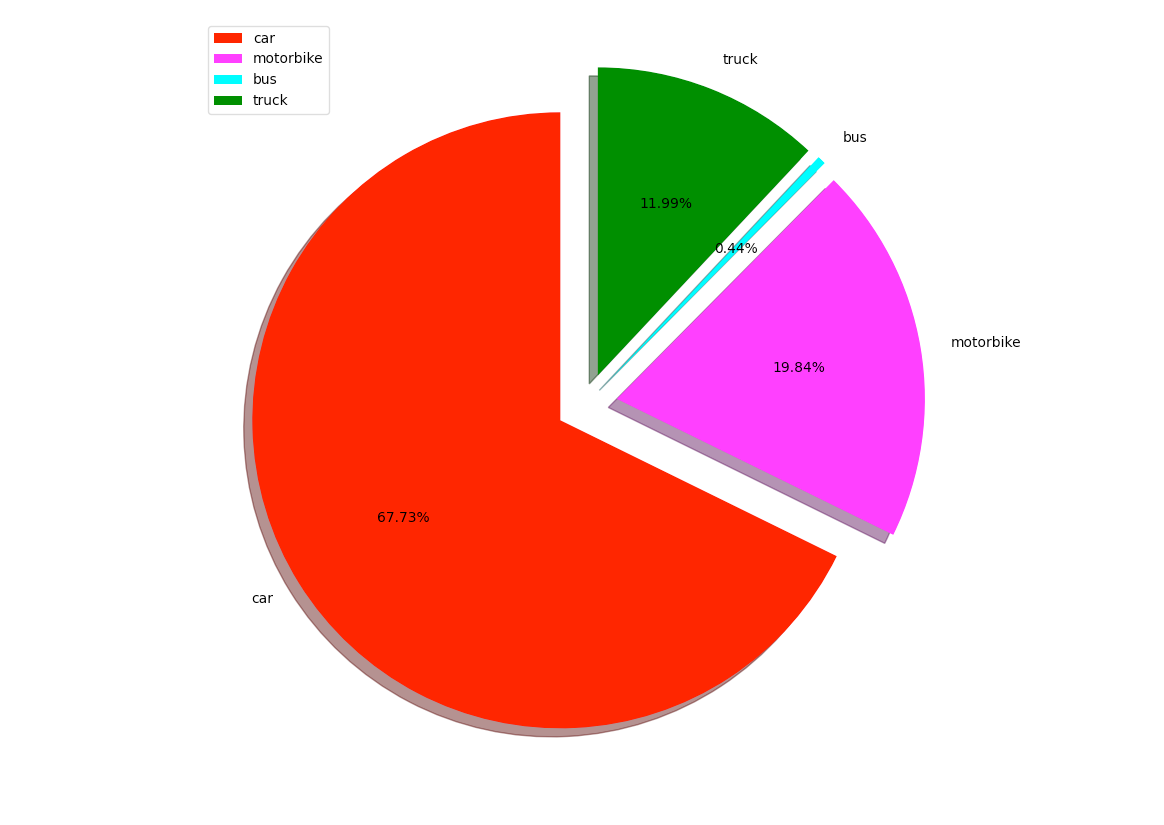 car
motorbike
bus
truck
truck
bus
11.99%
0.44%
motorbike
19.84%
67.73%
car